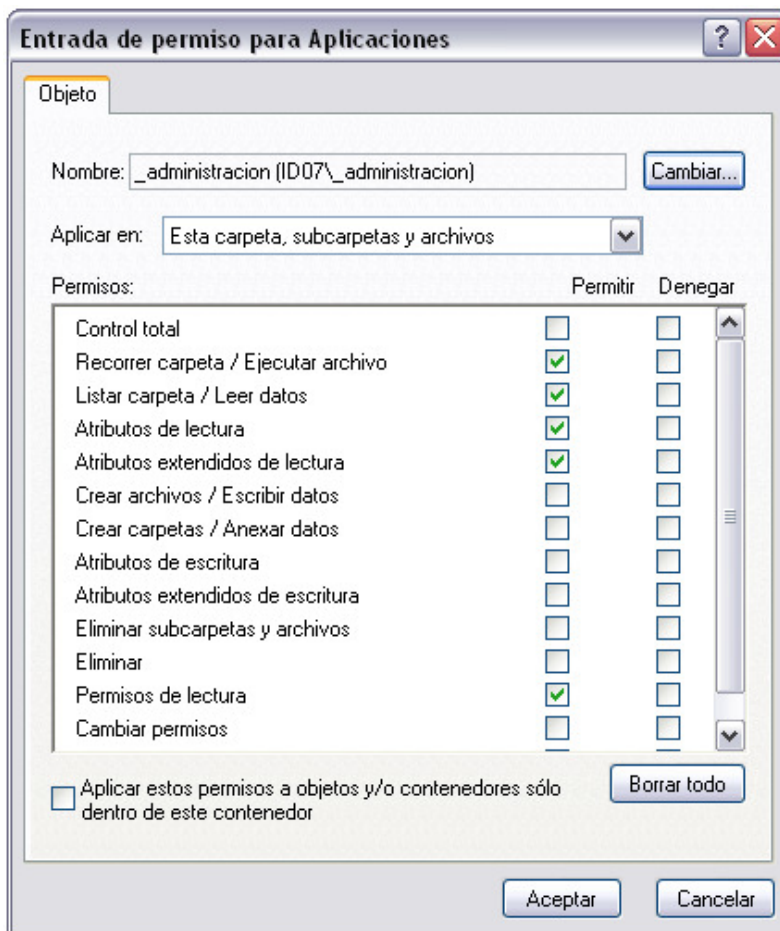 Entrada de permiso para Aplicaciones
Objeto
Nombre: _administracion (ID07\_administracion) Cambiar...
Aplicar en: Esta carpeta, subcarpetas y archivos
Permisos: Permitir Denegar
Control total
Recorrer carpeta / Ejecutar archivo
Listar carpeta / Leer datos
Atributos de lectura
Atributos extendidos de lectura
Crear archivos / Escribir datos
Crear carpetas / Anexar datos
Atributos de escritura
Atributos extendidos de escritura
Eliminar subcarpetas y archivos
Eliminar
Permisos de lectura
Cambiar permisos
Aplicar estos permisos a objetos y/o contenedores sólo
dentro de este contenedor
Borrar todo
Aceptar Cancelar